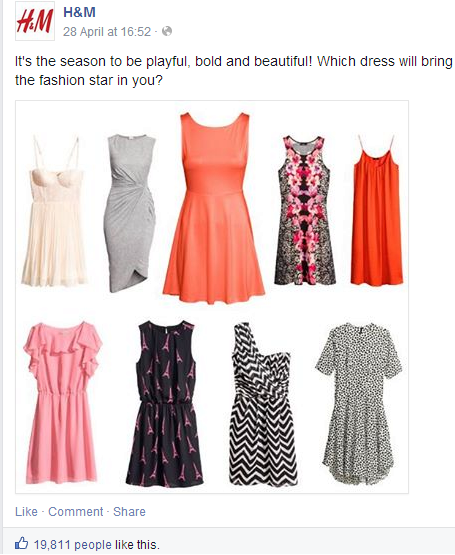 H&M
H&M
28 April at 16:52 ·
It's the season to be playful, bold and beautiful! Which dress will bring
the fashion star in you?
Like · Comment · Share
19,811 people like this.